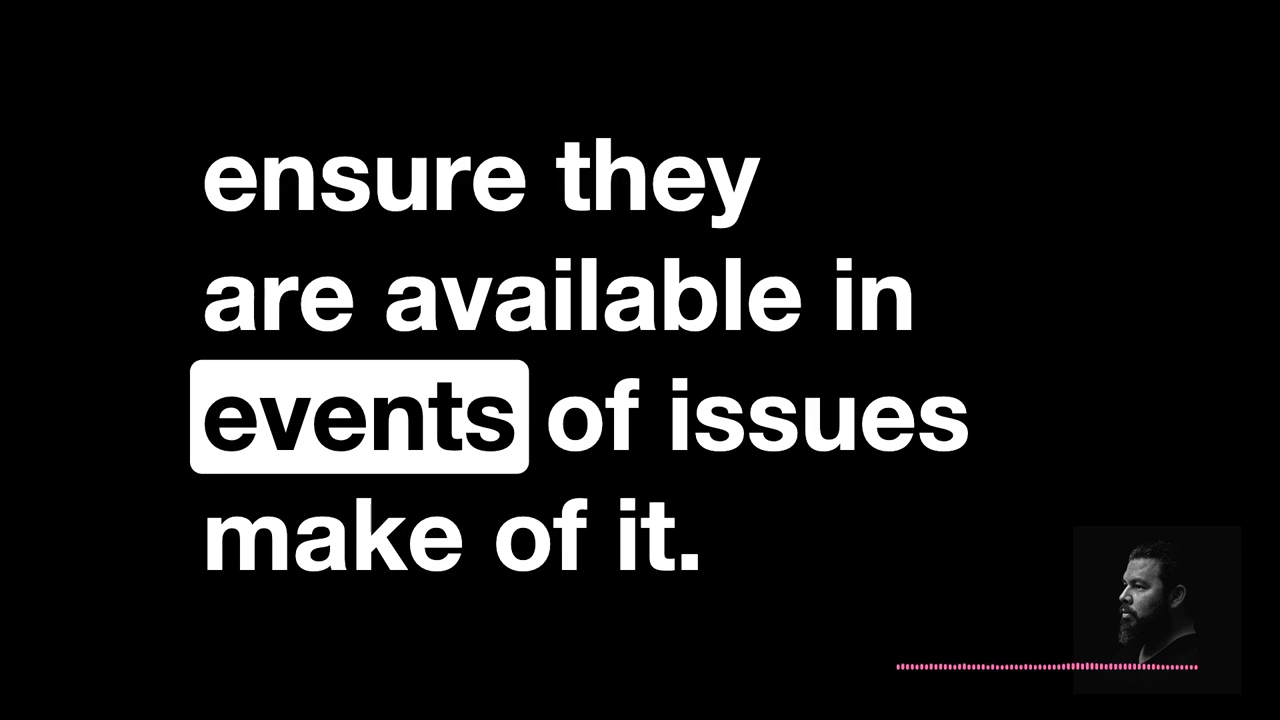 ensure they
are available in
events of issues
make of it.